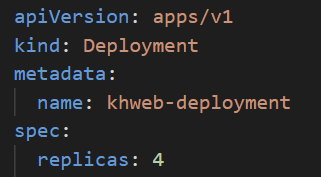 apiVersion: apps/v1
kind: Deployment
metadata:
  name: khweb-deployment
spec:
  replicas: 4